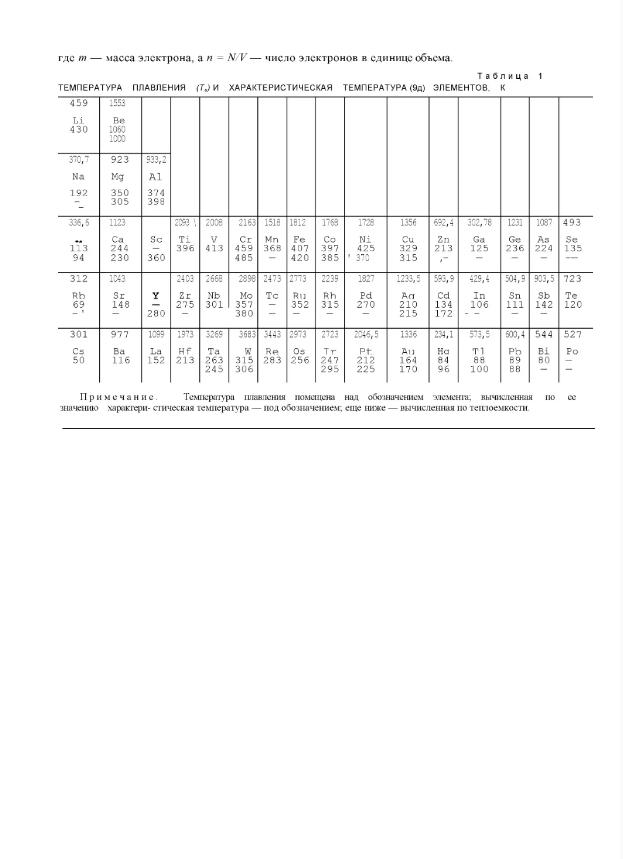 где m — масса электрона, а n = N/V — число электронов в единице объема.
Таблица 1
ТЕМПЕРАТУРА ПЛАВЛЕНИЯ (Tₙ) И ХАРАКТЕРИСТИЧЕСКАЯ ТЕМПЕРАТУРА (9д) ЭЛЕМЕНТОВ, К
459 1553
Li Be
430 1060
1000
370,7 923 933,2
Na Mg Al
192 350 374
— 305 398
336,6 1123 2093 \ 2008 2163 1518 1812 1768 1728 1356 692,4 302,78 1231 1087 493
Ca Sc Ti V Cr Mn Fe Co Ni Cu Zn Ga Ge As Se
113 244 — 396 413 459 368 407 397 425 329 213 125 236 224 135
94 230 360 485 — 420 385 ' 370 315 ,— — — — ——
312 1043 2403 2668 2898 2473 2773 2239 1827 1233,5 593,9 429,4 504,9 903,5 723
Rb Sr Y Zr Nb Mo Tc Ru Rh Pd Ag Cd In Sn Sb Te
69 148 — 275 301 357 — 352 315 270 210 134 106 111 142 120
— ' — 280 — 380 — — — — 215 172 - — — —
301 977 1099 1973 3269 3683 3443 2973 2723 2046,5 1336 234,1 573,5 600,4 544 527
Cs Ba La Hf Ta W Re Os Tr Pt Au Hg Tl Pb Bi Po
50 116 152 213 263 315 283 256 247 212 164 84 88 89 80 —
245 306 295 225 170 96 100 88 — —
Примечание. Температура плавления помещена над обозначением элемента; вычисленная по ее
значению характери- стическая температура — под обозначением; еще ниже — вычисленная по теплоемкости.